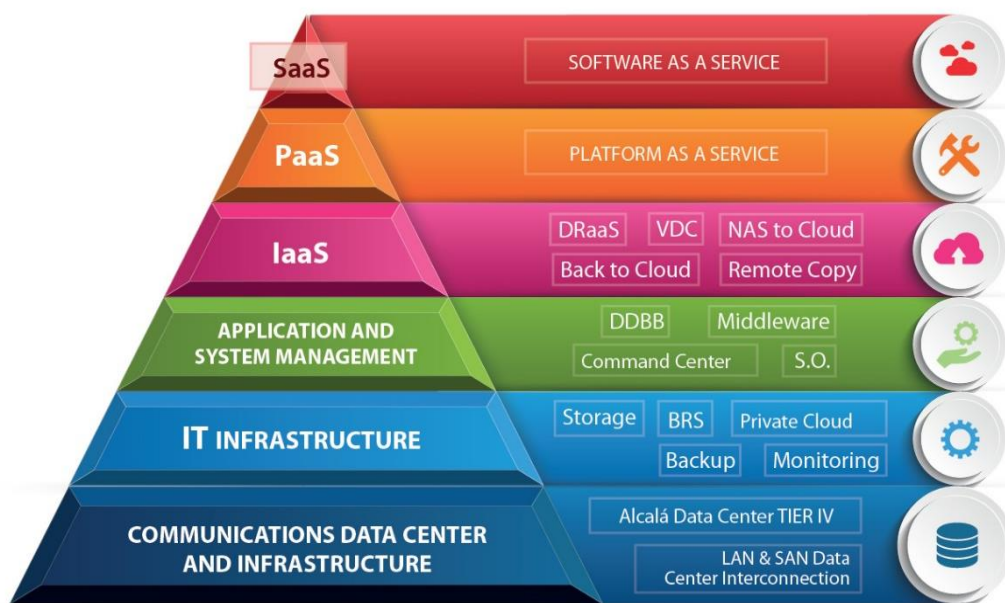 SaaS
SOFTWARE AS A SERVICE
PaaS
PLATFORM AS A SERVICE
IaaS
DRaaS VDC NAS to Cloud
Back to Cloud Remote Copy
APPLICATION AND
SYSTEM MANAGEMENT
DDBB Middleware
Command Center S.O.
IT INFRASTRUCTURE
Storage BRS Private Cloud
Backup Monitoring
COMMUNICATIONS DATA CENTER
AND INFRASTRUCTURE
Alcalá Data Center TIER IV
LAN & SAN Data
Center Interconnection